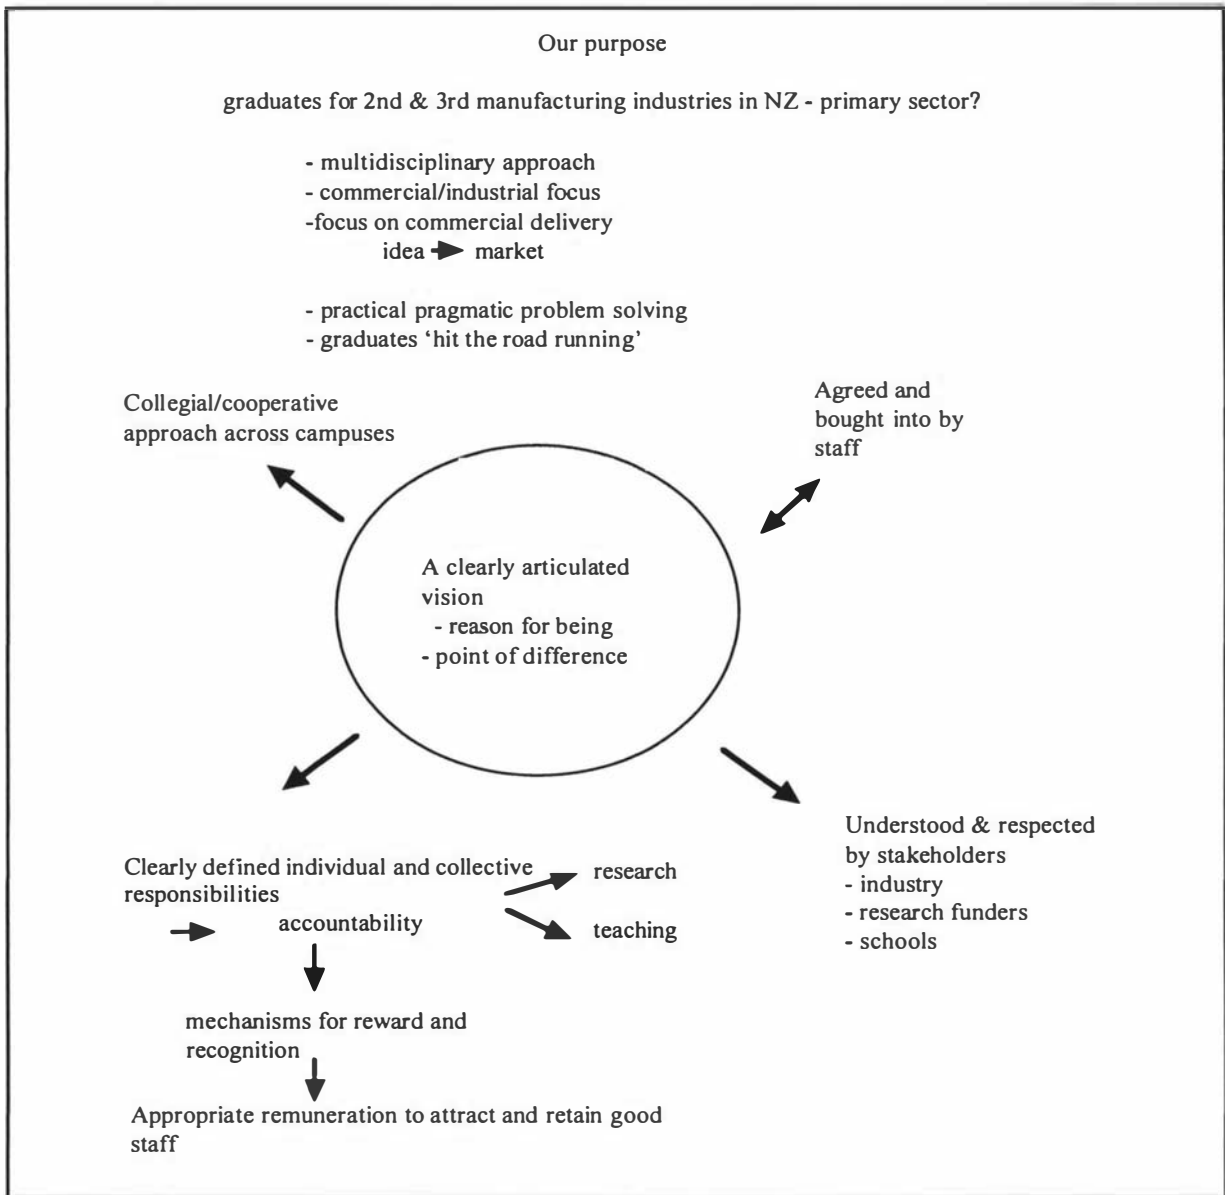 Our purpose
graduates for 2nd & 3rd manufacturing industries in NZ - primary sector?
- multidisciplinary approach
- commercial/industrial focus
-focus on commercial delivery
idea market
- practical pragmatic problem solving
- graduates ‘hit the road running’
Collegial/cooperative
approach across campuses
Agreed and
bought into by
staff
A clearly articulated
vision
- reason for being
- point of difference
Clearly defined individual and collective
responsibilities
accountability
research
teaching
mechanisms for reward and
recognition
Appropriate remuneration to attract and retain good
staff
Understood & respected
by stakeholders
- industry
- research funders
- schools